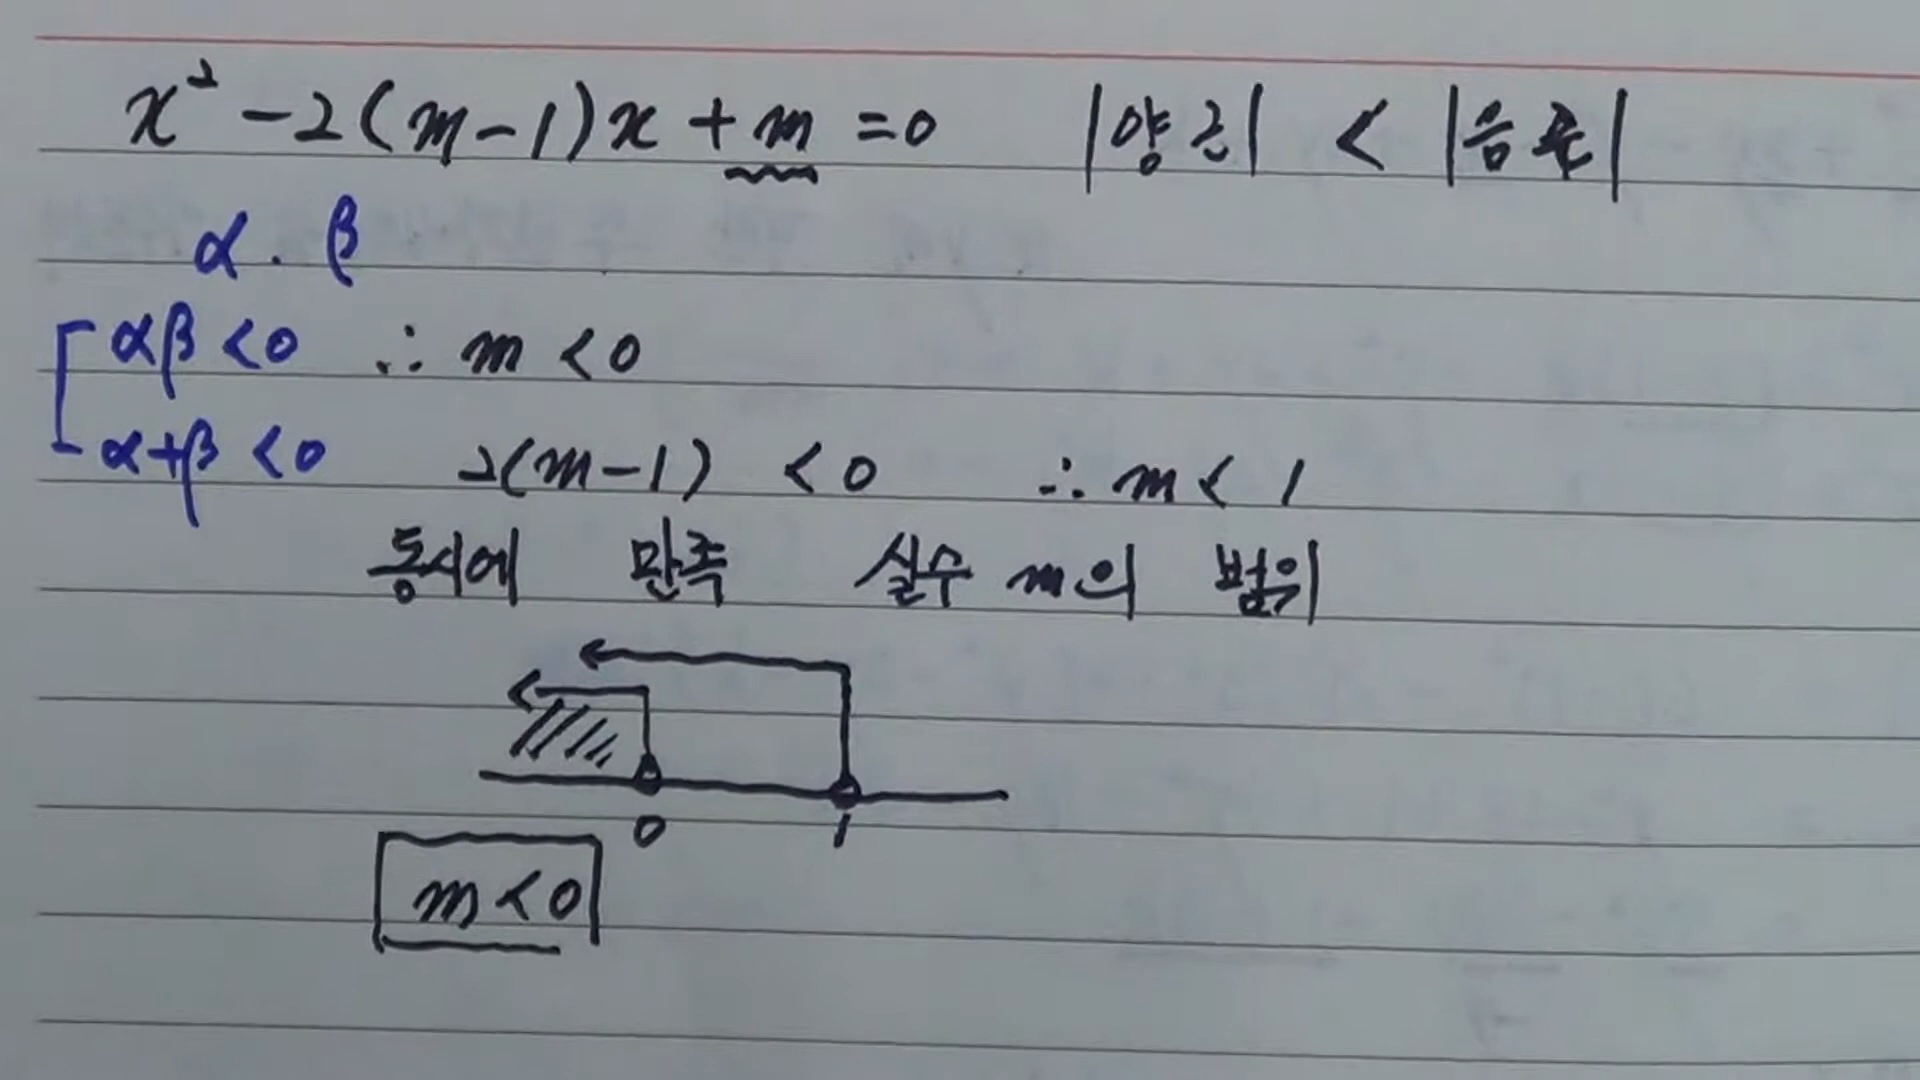 x² - 2(m-1)x + m = 0 |양근| < |음근|
α . β
αβ < 0 ∴ m < 0
α+β < 0 2(m-1) < 0 ∴ m < 1
동시에 만족 실수 m의 범위
0 1
m < 0